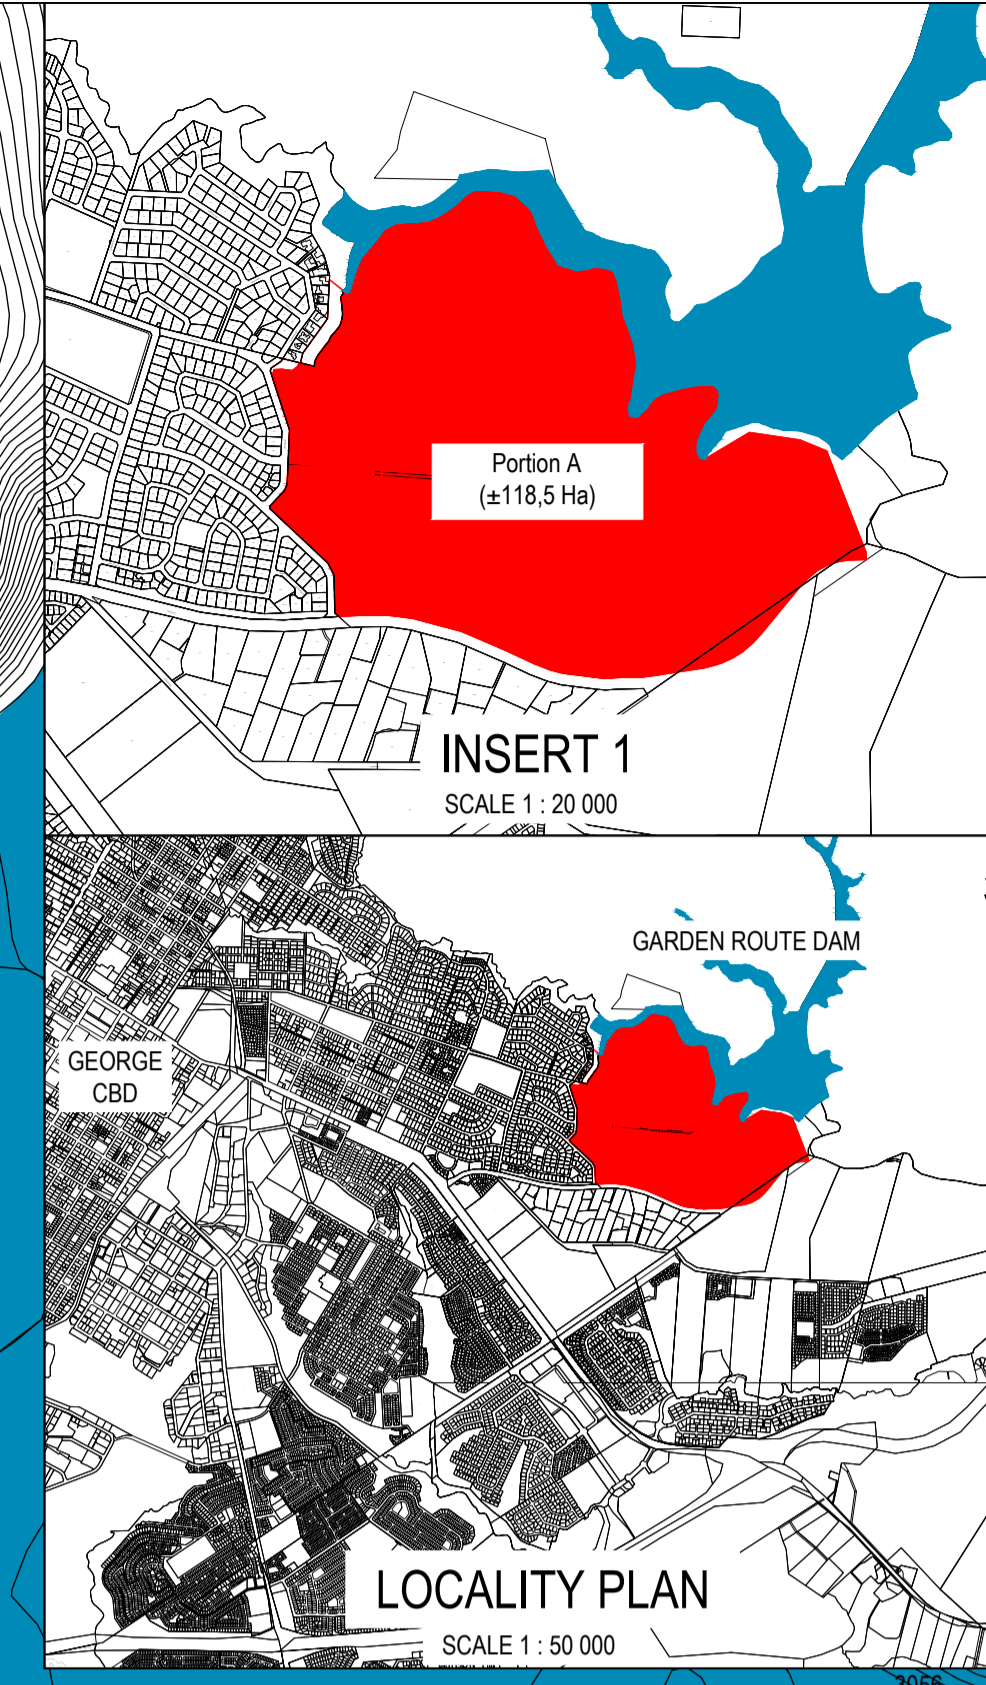 Portion A
(±118,5 Ha)
INSERT 1
SCALE 1 : 20 000
GARDEN ROUTE DAM
GEORGE
CBD
LOCALITY PLAN
SCALE 1 : 50 000